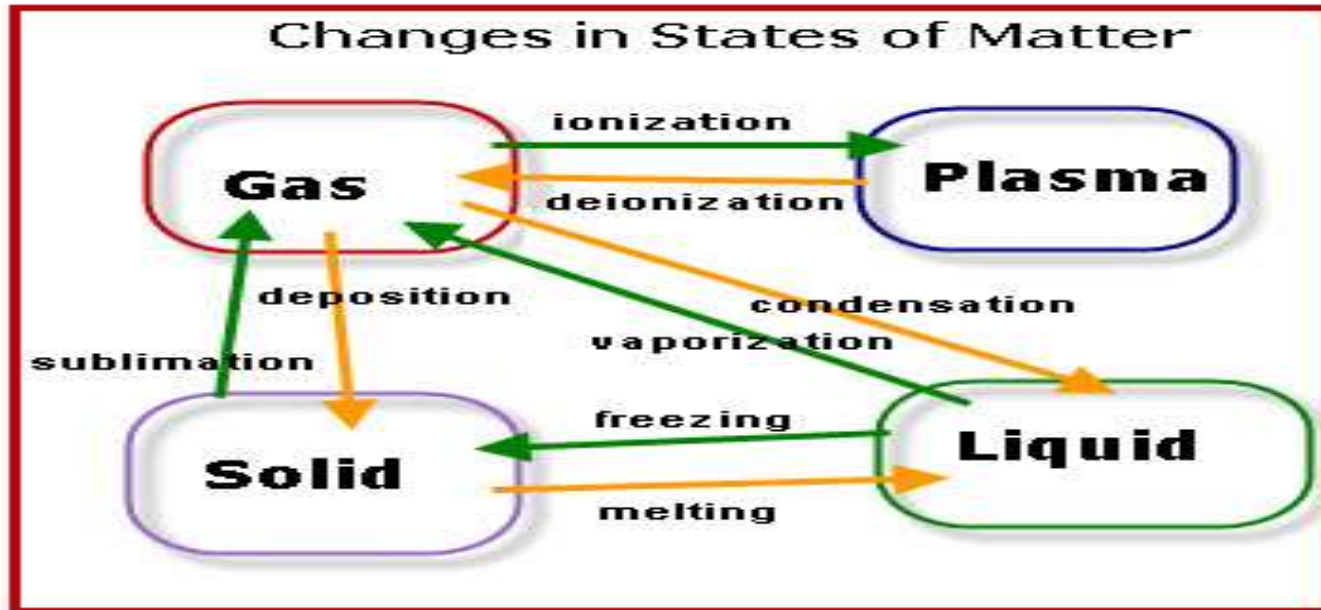 Changes in States of Matter
ionization
Gas
Plasma
deionization
deposition
condensation
vaporization
sublimation
freezing
Solid
Liquid
melting